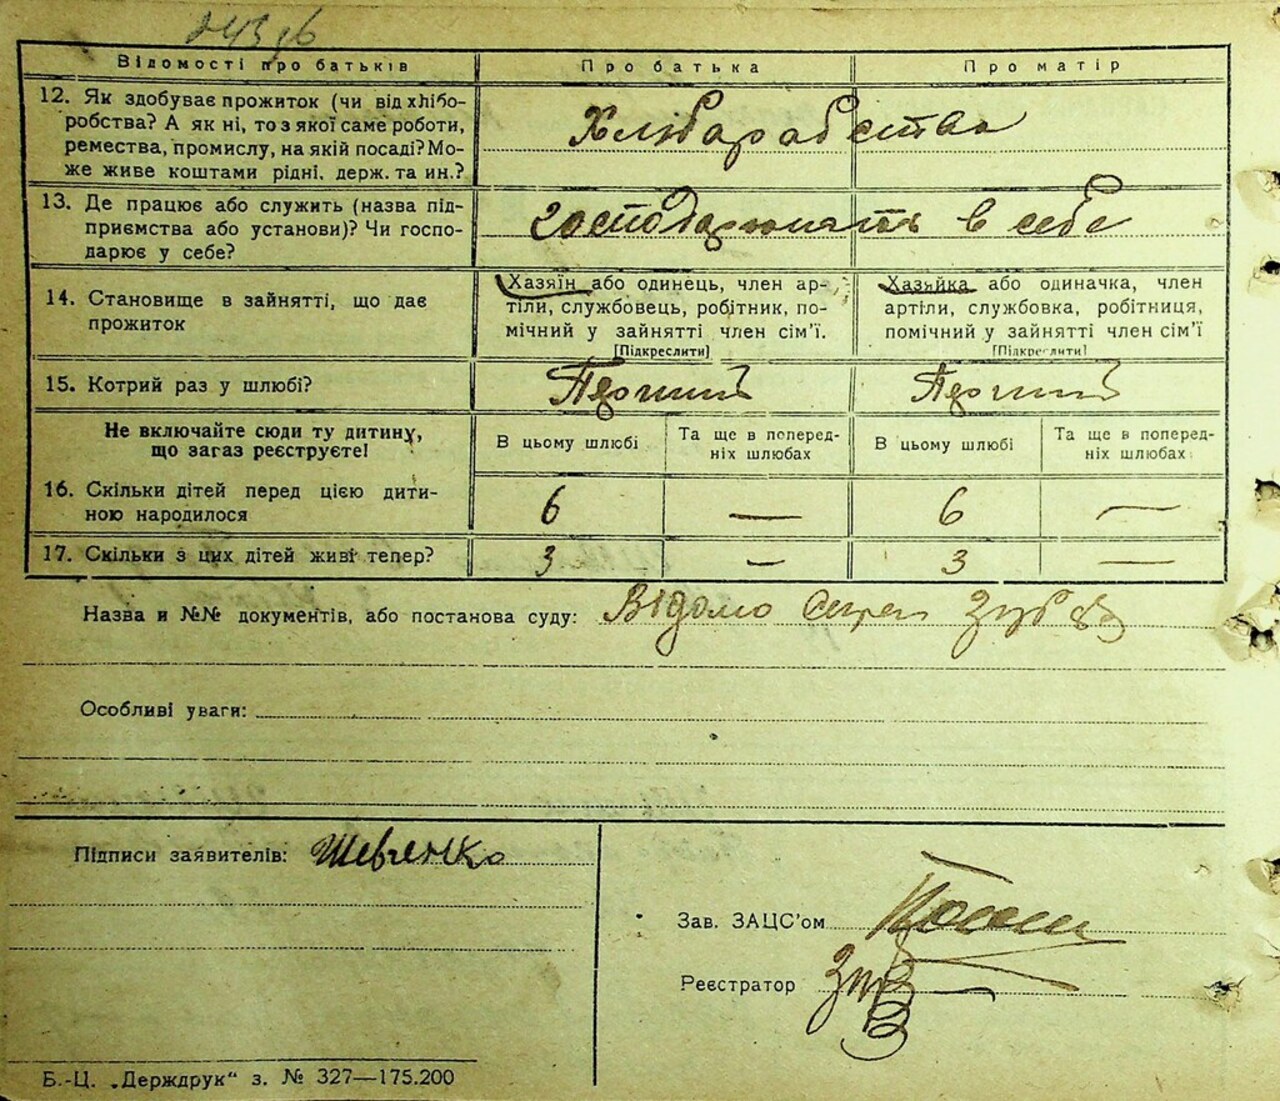 Відомості про батьків
Про батька
Про матір
12. Як здобуває прожиток (чи від хлібо-
робства? А як ні, то з якої саме роботи,
ремества, промислу, на якій посаді? Мо-
же живе коштами рідні, держ. та ин.?
Хлюбарабства
13. Де працює або служить (назва під-
приємства або установи)? Чи госпо-
дарює у себе?
господарюють в себе
14. Становище в зайнятті, що дає
прожиток
Хазяїн або одинець, член ар-
тіли, службовець, робітник, по-
мічний у зайнятті член сім'ї.
[Підкреслити]
Хазяйка або одиначка, член
артіли, службовка, робітниця,
помічний у зайнятті член сім'ї
[Підкреслити]
15. Котрий раз у шлюбі?
Не включайте сюди ту дитину,
що загаз реєструєте!
В цьому шлюбі
Та ще в поперед-
ніх шлюбах
В цьому шлюбі
Та ще в поперед-
ніх шлюбах
16. Скільки дітей перед цією дити-
ною народилося
6 — 6 —
17. Скільки з цих дітей живі тепер?
3 — 3 —
Назва и №№ документів, або постанова суду: Відомо
Особливі уваги:
Підписи заявителів: Шевченко
Зав. ЗАЦС'ом
Реєстратор
Б.-Ц. „Держдрук" з. № 327—175.200